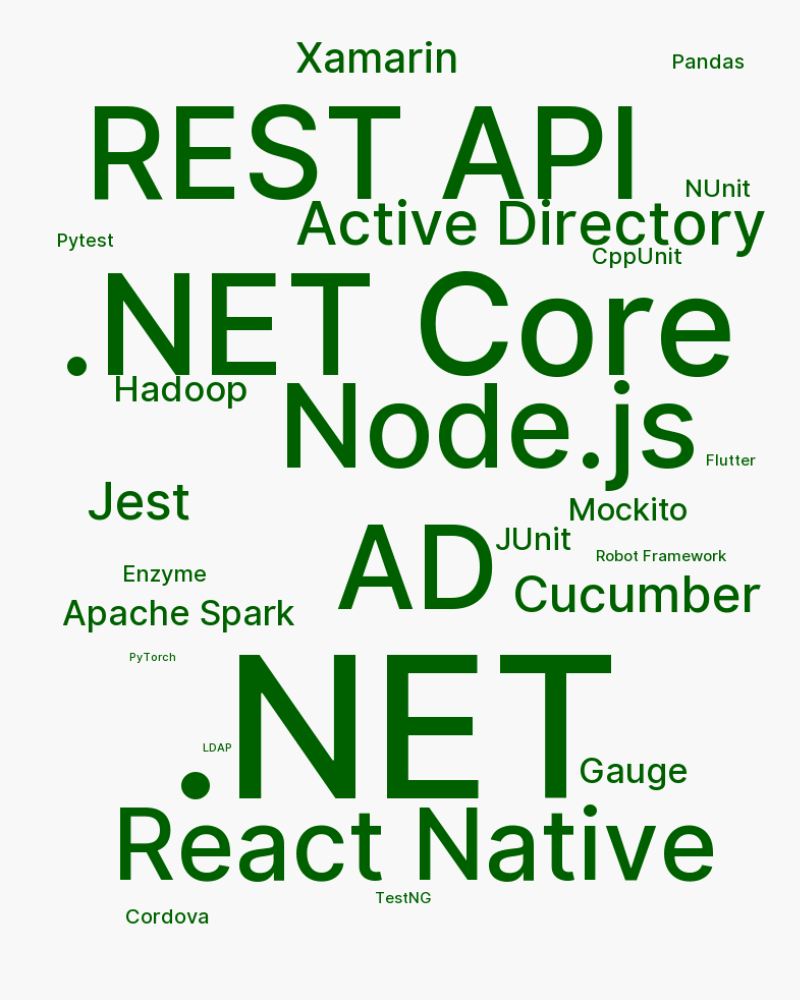 Xamarin
Pandas
REST API
NUnit
Active Directory
Pytest
CppUnit
.NET Core
Hadoop
Node.js
Flutter
Jest
Mockito
JUnit
AD
Robot Framework
Enzyme
Cucumber
Apache Spark
PyTorch
.NET
LDAP
Gauge
React Native
TestNG
Cordova